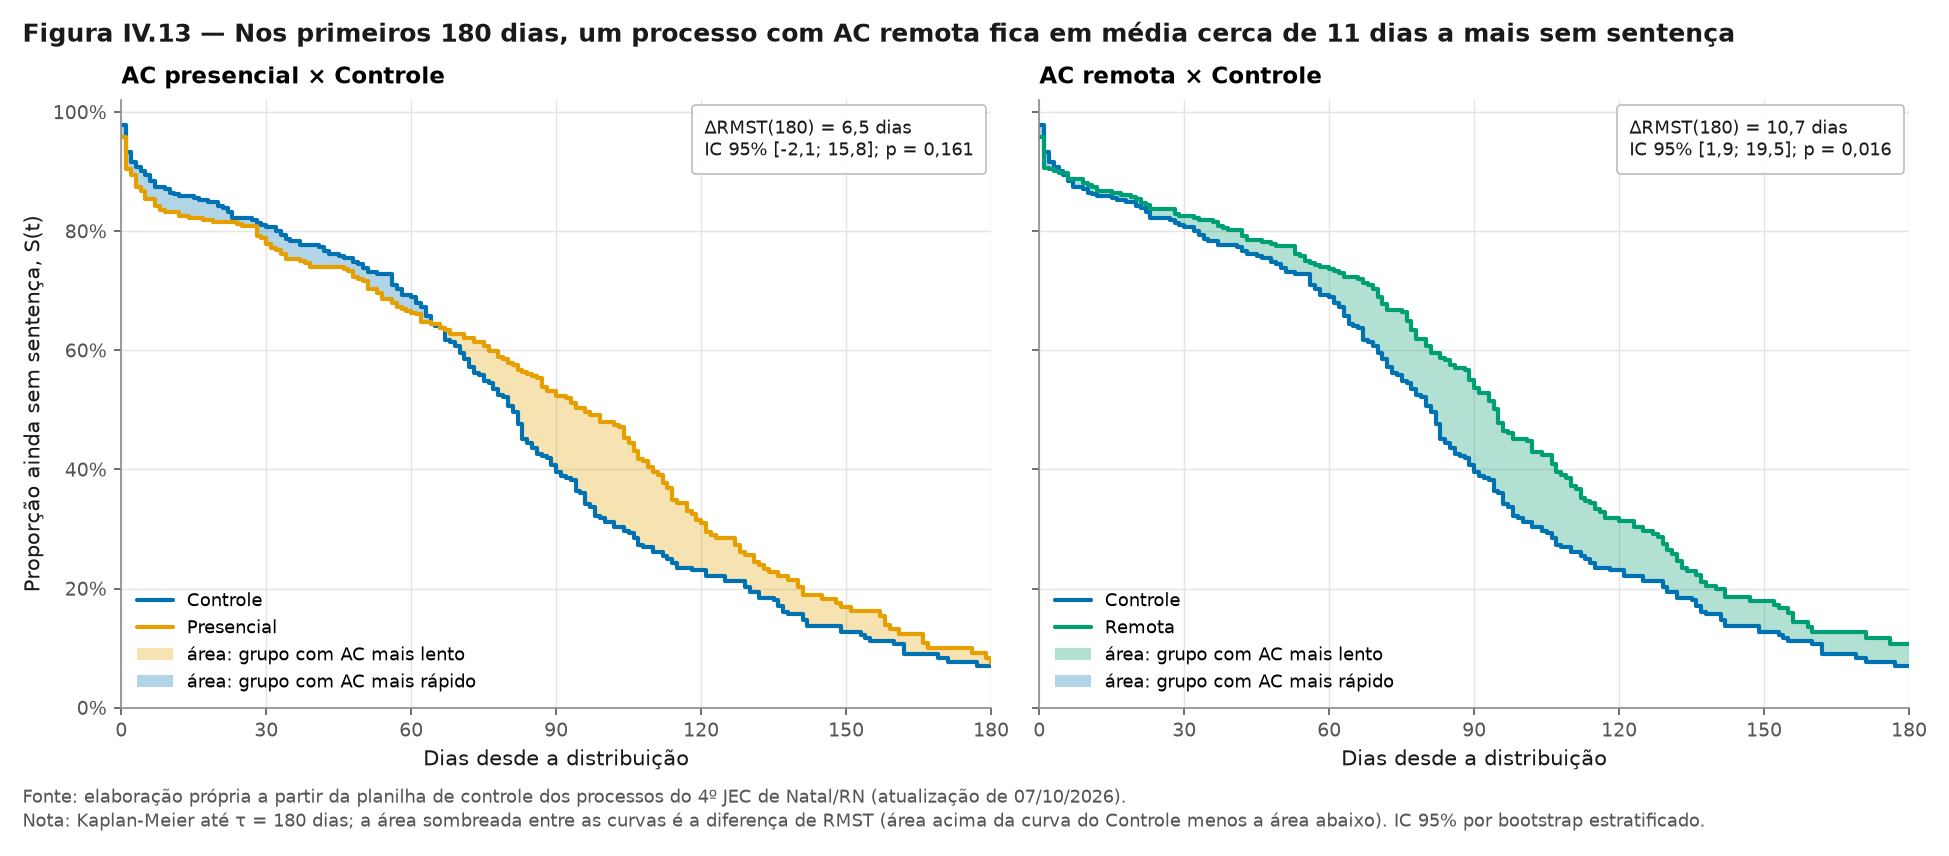 Figura IV.13 — Nos primeiros 180 dias, um processo com AC remota fica em média cerca de 11 dias a mais sem sentença
AC presencial × Controle
Proporção ainda sem sentença, S(t)
100%
80%
60%
40%
20%
0%
ΔRMST(180) = 6,5 dias
IC 95% [-2,1; 15,8]; p = 0,161
Controle
Presencial
área: grupo com AC mais lento
área: grupo com AC mais rápido
0 30 60 90 120 150 180
Dias desde a distribuição
AC remota × Controle
ΔRMST(180) = 10,7 dias
IC 95% [1,9; 19,5]; p = 0,016
Controle
Remota
área: grupo com AC mais lento
área: grupo com AC mais rápido
0 30 60 90 120 150 180
Dias desde a distribuição
Fonte: elaboração própria a partir da planilha de controle dos processos do 4º JEC de Natal/RN (atualização de 07/10/2026).
Nota: Kaplan-Meier até τ = 180 dias; a área sombreada entre as curvas é a diferença de RMST (área acima da curva do Controle menos a área abaixo). IC 95% por bootstrap estratificado.